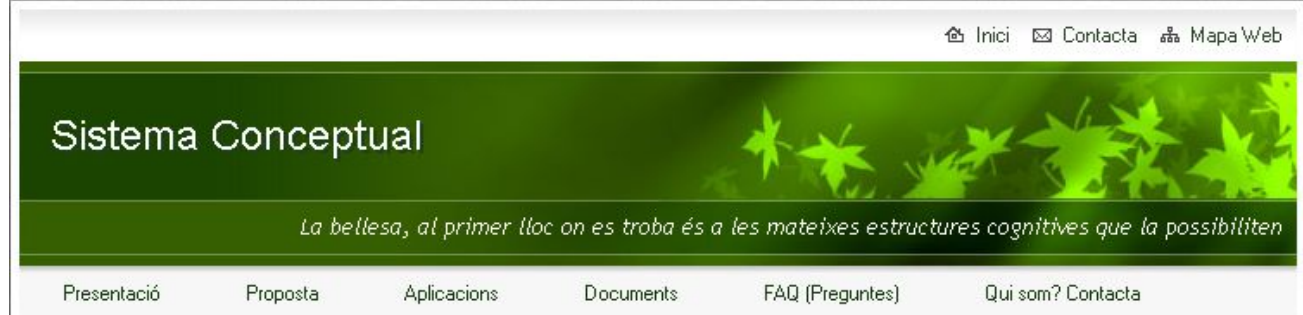 Inici Contacta Mapa Web
Sistema Conceptual
La bellesa, al primer lloc on es troba és a les mateixes estructures cognitives que la possibiliten
Presentació Proposta Aplicacions Documents FAQ (Preguntes) Qui som? Contacta